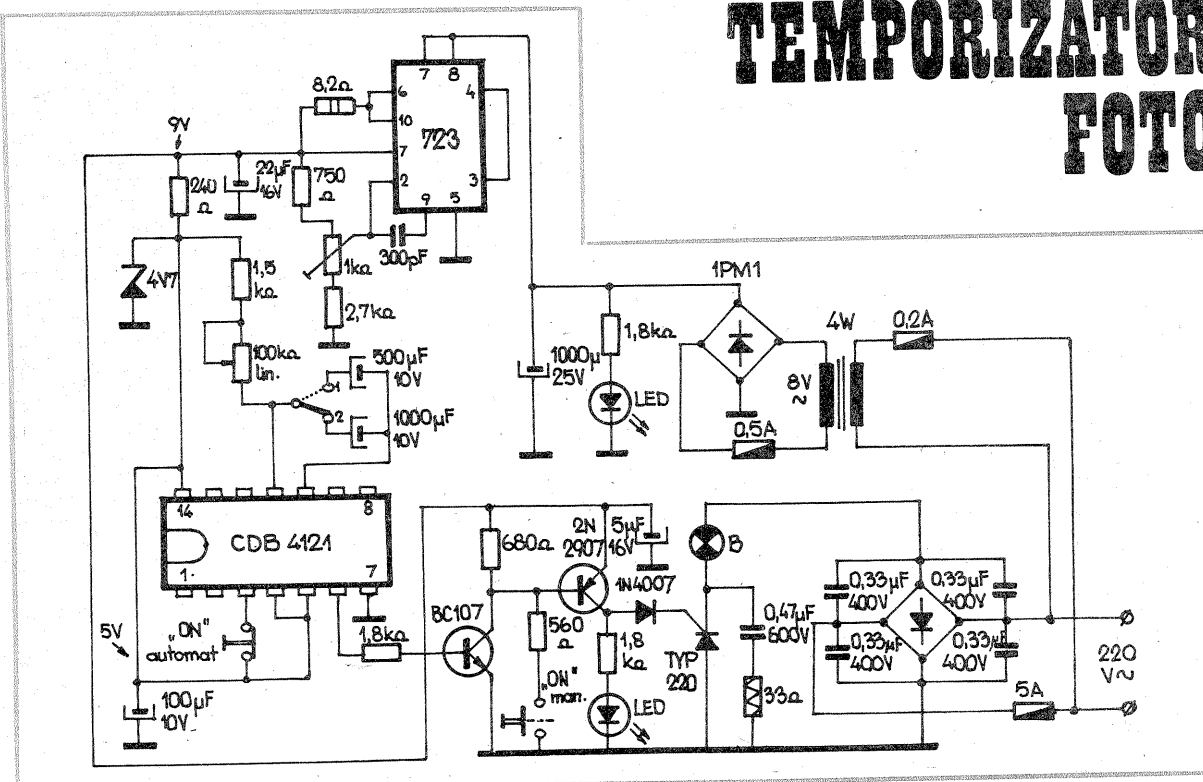 TEMPORIZATOR
FOTO
7 8
6
10
7
2
4
3
9 5
723
8,2Ω
9V
240
Ω
22µF
16V
750
Ω
300pF
1kΩ
2,7kΩ
4V7
1,5
kΩ
100kΩ
lin.
1
2
500µF
10V
1000µF
10V
1PM1
4W
0,2A
1,8kΩ
1000µ
25V
LED
8V
~
0,5A
14
8
CDB 4121
1.
7
5V
„ON"
automat
100µF
10V
1,8kΩ
BC107
680Ω
2N
2907
5µF
16V
1N4007
560
Ω
„ON"
man.
1,8
kΩ
LED
B
TYP
220
0,47µF
600V
33Ω
0,33µF
400V
0,33µF
400V
0,33µF
400V
0,33µF
400V
220
V~
5A